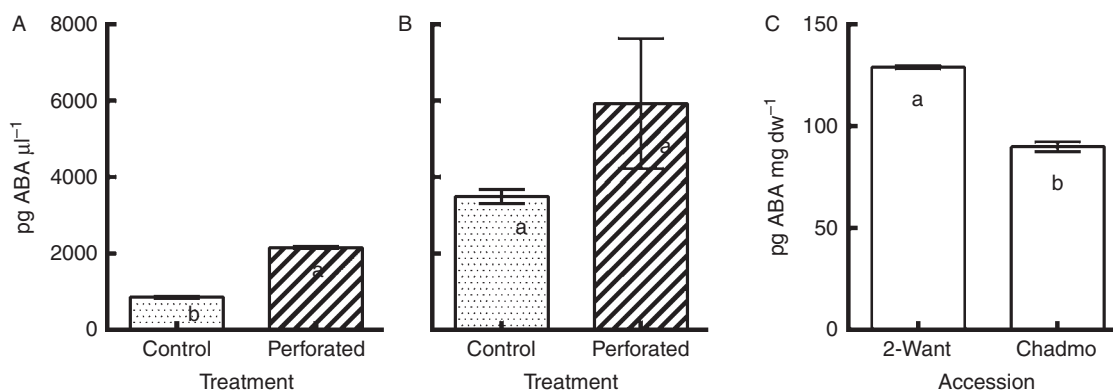 A
8000
6000
4000
2000
0
pg ABA μl⁻¹
b
a
Control Perforated
Treatment
B
a
a
Control Perforated
Treatment
C
150
100
50
0
pg ABA mg dw⁻¹
a
b
2-Want Chadmo
Accession